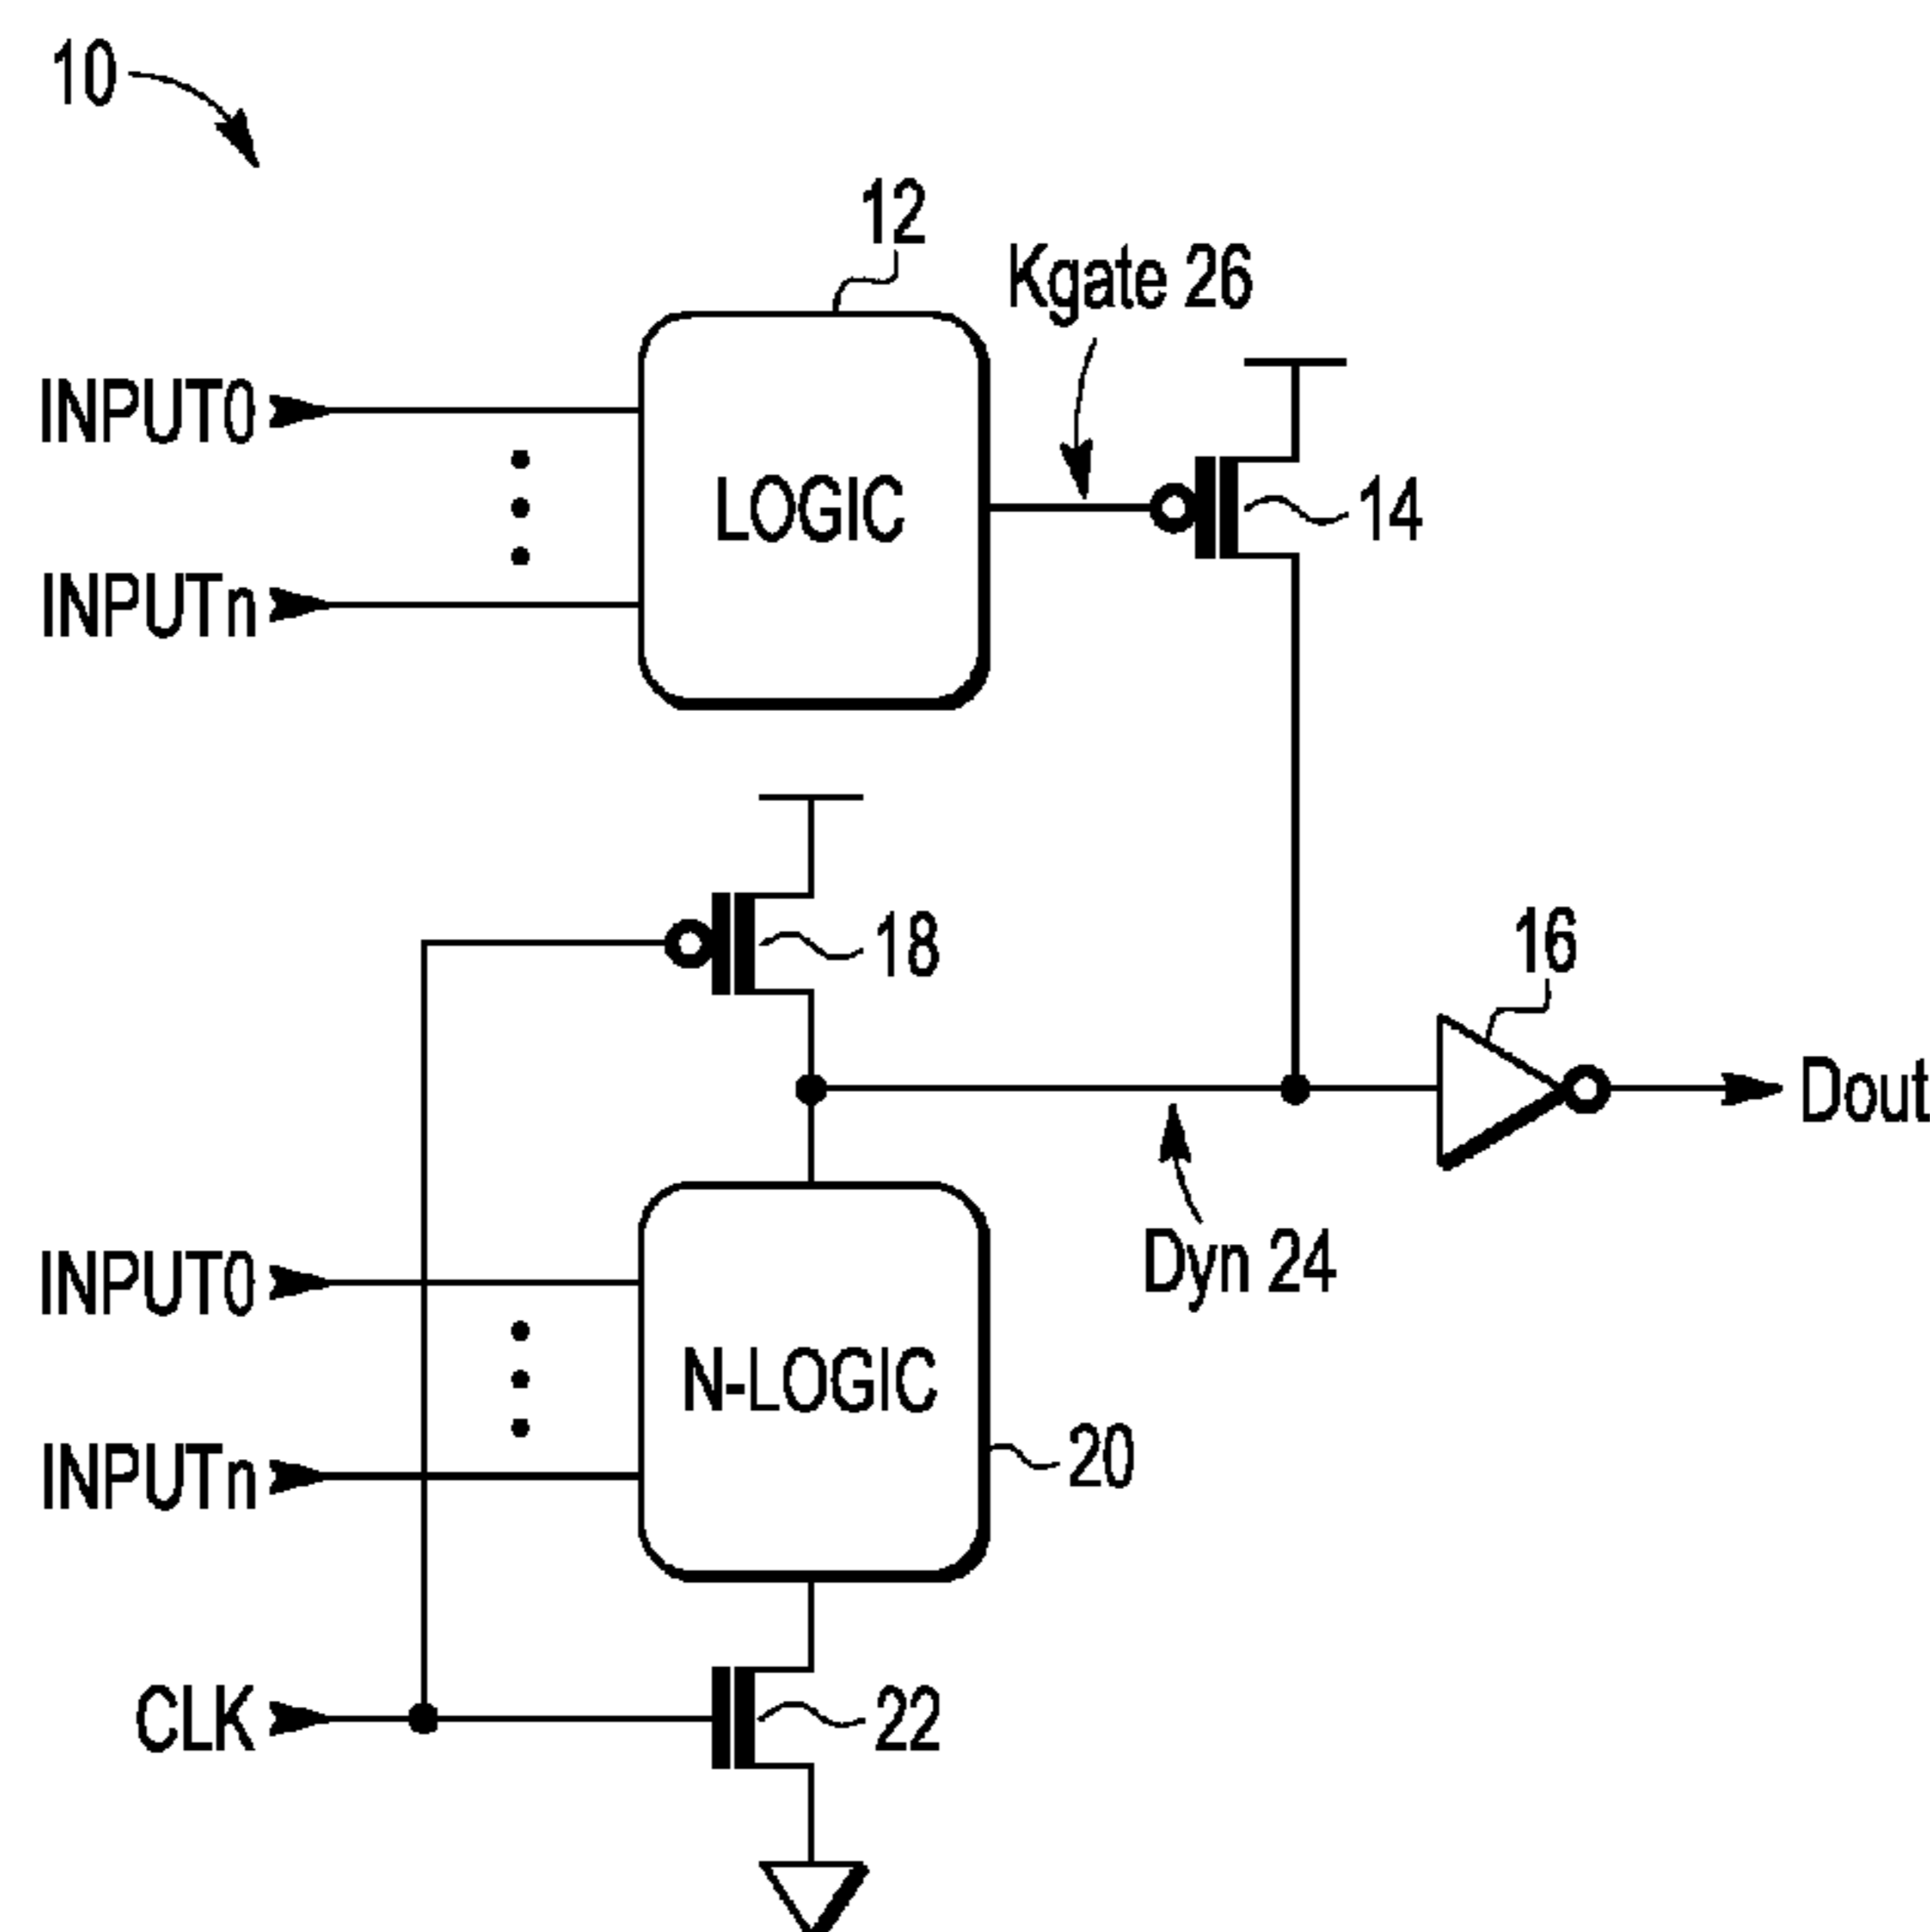 10
12
Kgate 26
INPUT0
LOGIC
14
INPUTn
18
16
Dout
Dyn 24
INPUT0
N-LOGIC
20
INPUTn
CLK
22